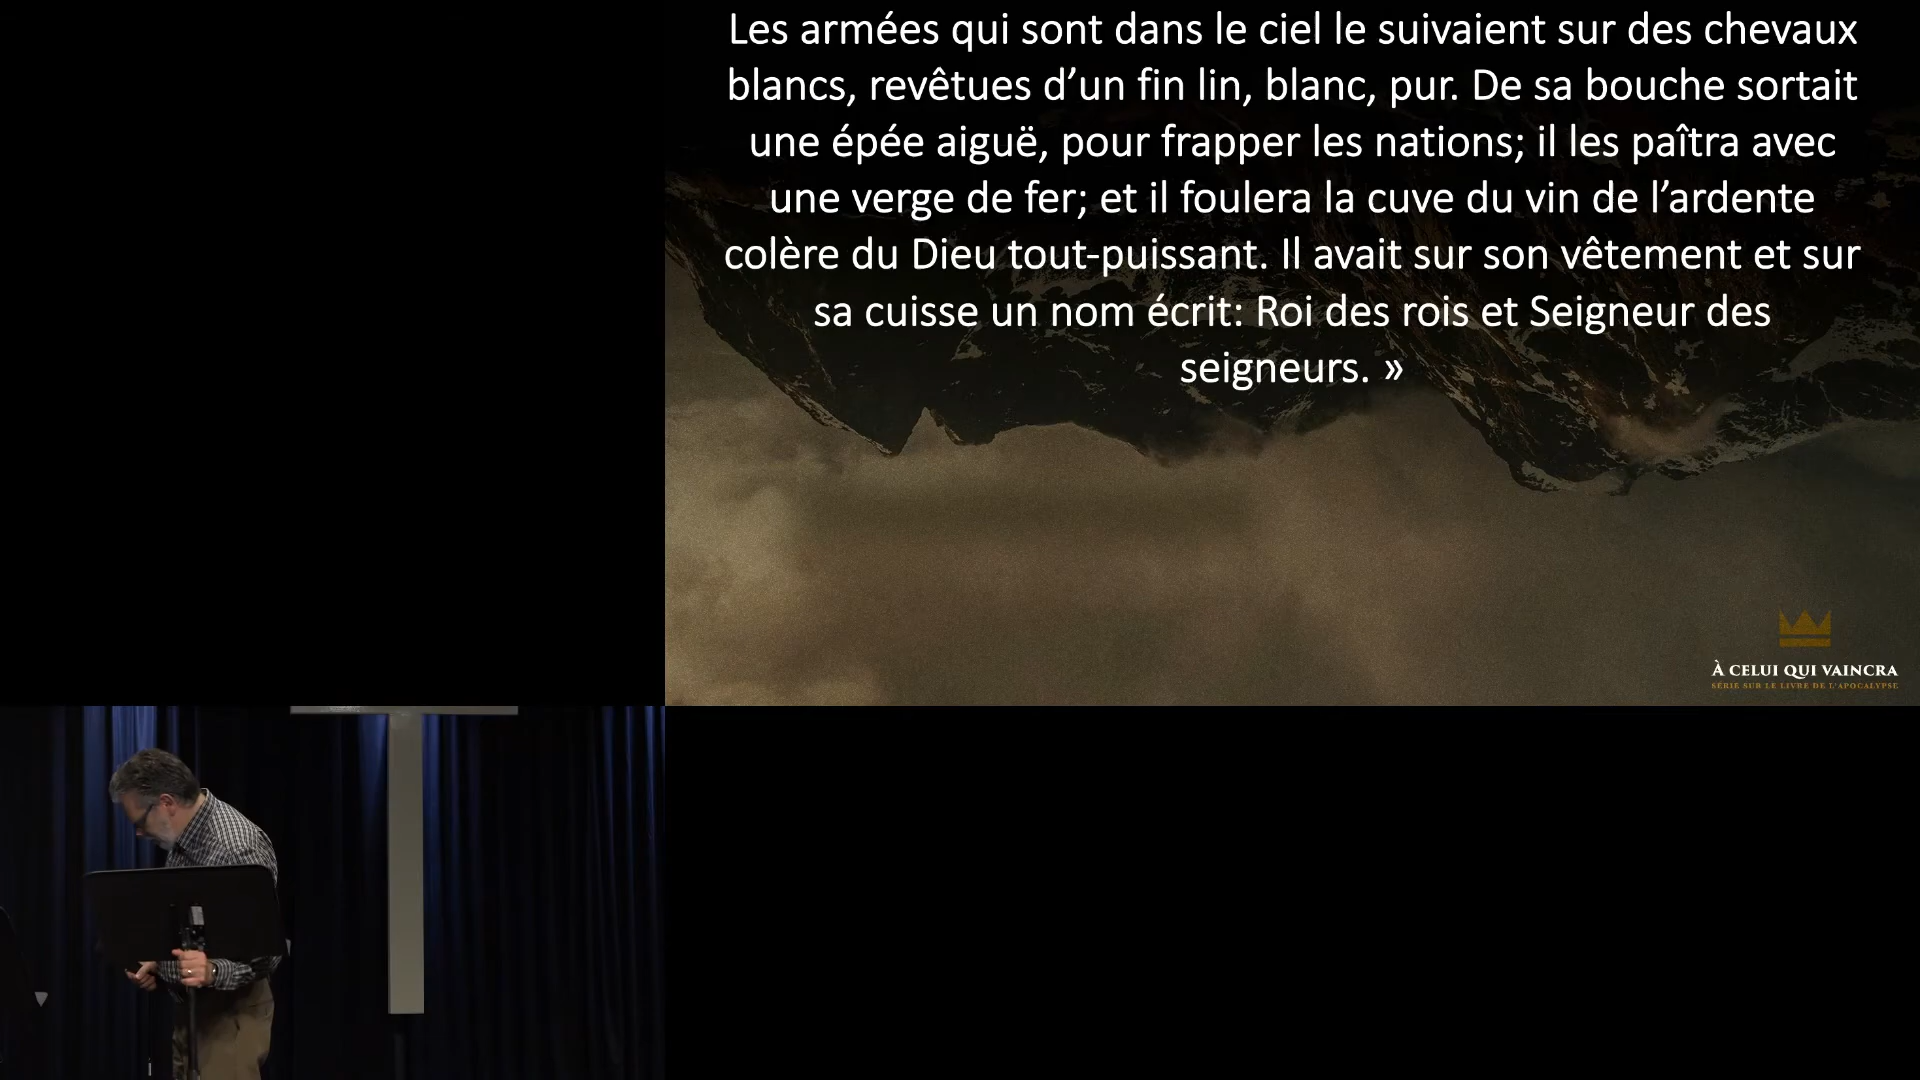 Les armées qui sont dans le ciel le suivaient sur des chevaux
blancs, revêtues d’un fin lin, blanc, pur. De sa bouche sortait
une épée aiguë, pour frapper les nations; il les paîtra avec
une verge de fer; et il foulera la cuve du vin de l’ardente
colère du Dieu tout-puissant. Il avait sur son vêtement et sur
sa cuisse un nom écrit: Roi des rois et Seigneur des
seigneurs. »
À CELUI QUI VAINCRA
SÉRIE SUR LE LIVRE DE L'APOCALYPSE